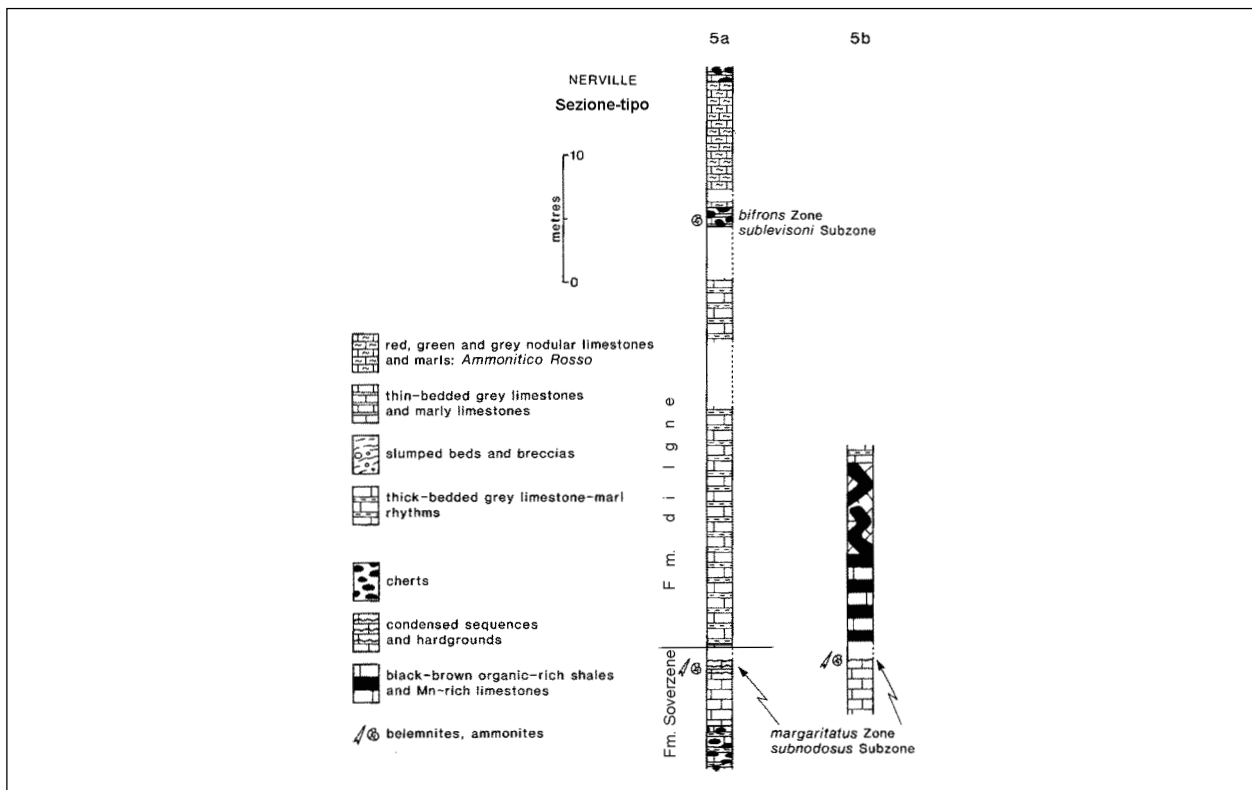 5a
5b
NERVILLE
Sezione-tipo
10
metres
0
bifrons Zone
sublevisoni Subzone
red, green and grey nodular limestones
and marls: Ammonitico Rosso
thin-bedded grey limestones
and marly limestones
slumped beds and breccias
thick-bedded grey limestone-marl
rhythms
cherts
condensed sequences
and hardgrounds
black-brown organic-rich shales
and Mn-rich limestones
belemnites, ammonites
Fm. di Igne
Fm. Soverzene
margaritatus Zone
subnodosus Subzone